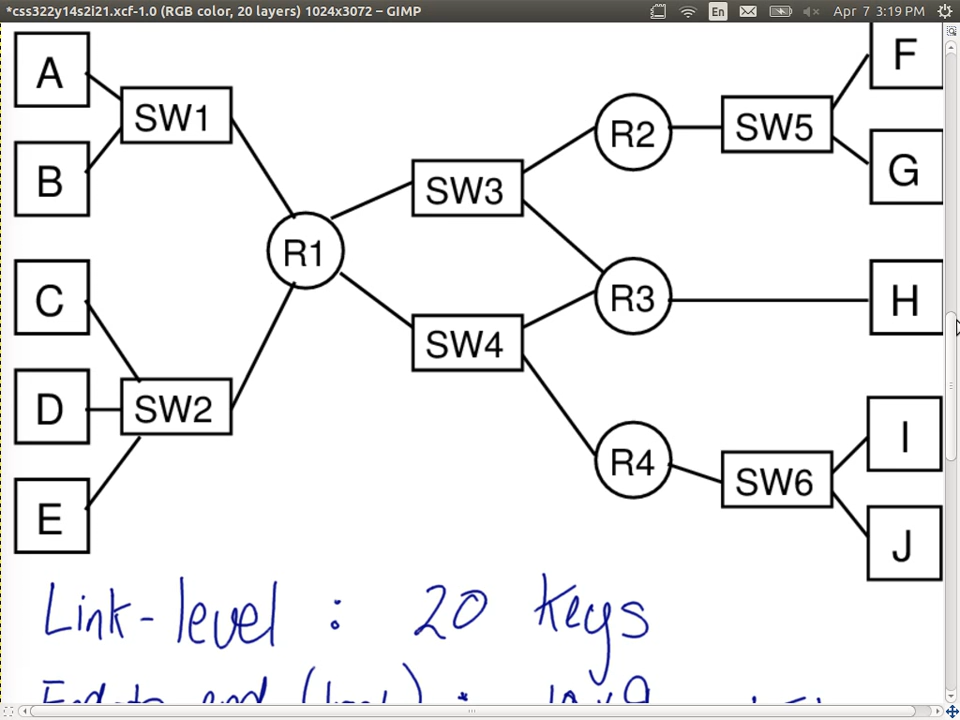 *css322y14s2i21.xcf-1.0 (RGB color, 20 layers) 1024x3072 – GIMP
En
Apr 7 3:19 PM
A
B
C
D
E
SW1
SW2
R1
SW3
SW4
R2
R3
R4
SW5
SW6
F
G
H
I
J
Link-level : 20 keys